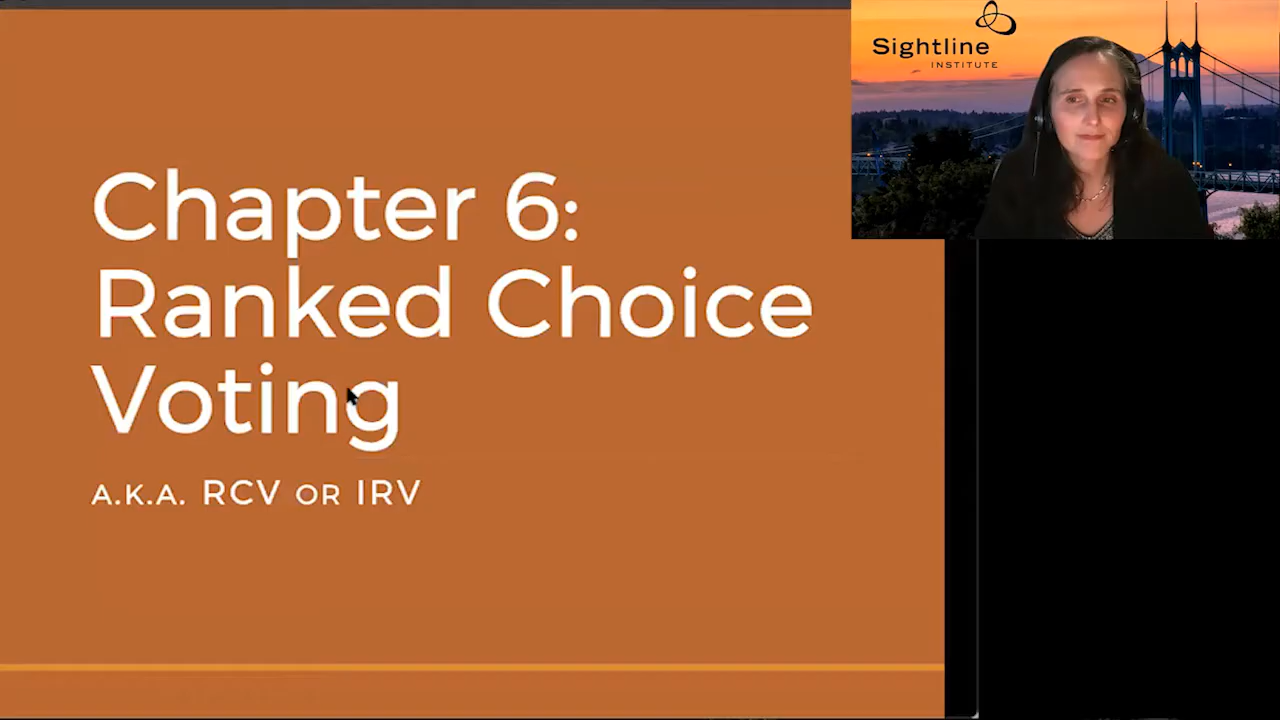 Chapter 6:
Ranked Choice
Voting
A.K.A. RCV OR IRV
Sightline
INSTITUTE